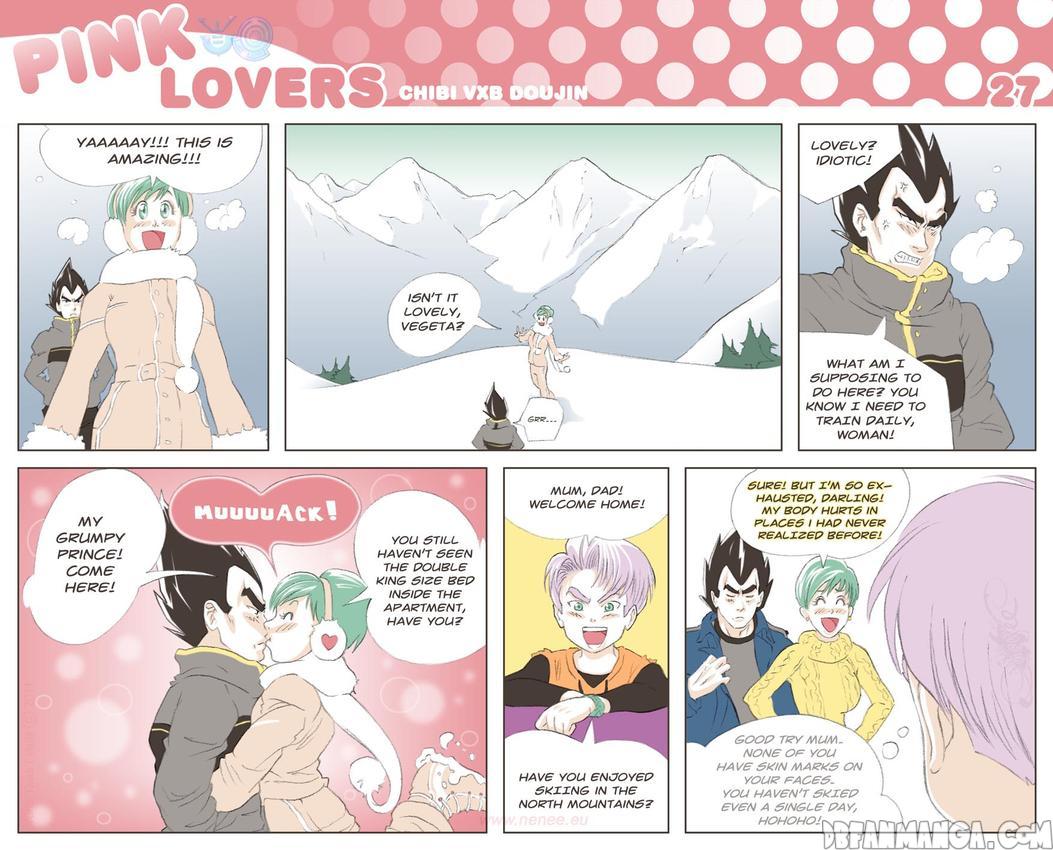 PINK
LOVERS
CHIBI VXB DOUJIN
27
YAAAAAY!!! THIS IS
AMAZING!!!
ISN'T IT
LOVELY,
VEGETA?
GRR...
LOVELY?
IDIOTIC!
WHAT AM I
SUPPOSING TO
DO HERE? YOU
KNOW I NEED TO
TRAIN DAILY,
WOMAN!
MY
GRUMPY
PRINCE!
COME
HERE!
MUUUUACK!
YOU STILL
HAVEN'T SEEN
THE DOUBLE
KING SIZE BED
INSIDE THE
APARTMENT,
HAVE YOU?
MUM, DAD!
WELCOME HOME!
HAVE YOU ENJOYED
SKIING IN THE
NORTH MOUNTAINS?
SURE! BUT I'M SO EX-
HAUSTED, DARLING!
MY BODY HURTS IN
PLACES I HAD NEVER
REALIZED BEFORE!
GOOD TRY MUM..
NONE OF YOU
HAVE SKIN MARKS ON
YOUR FACES..
YOU HAVEN'T SKIED
EVEN A SINGLE DAY,
HOHOHO!
www.nenee.eu
DBFANMANGA.COM